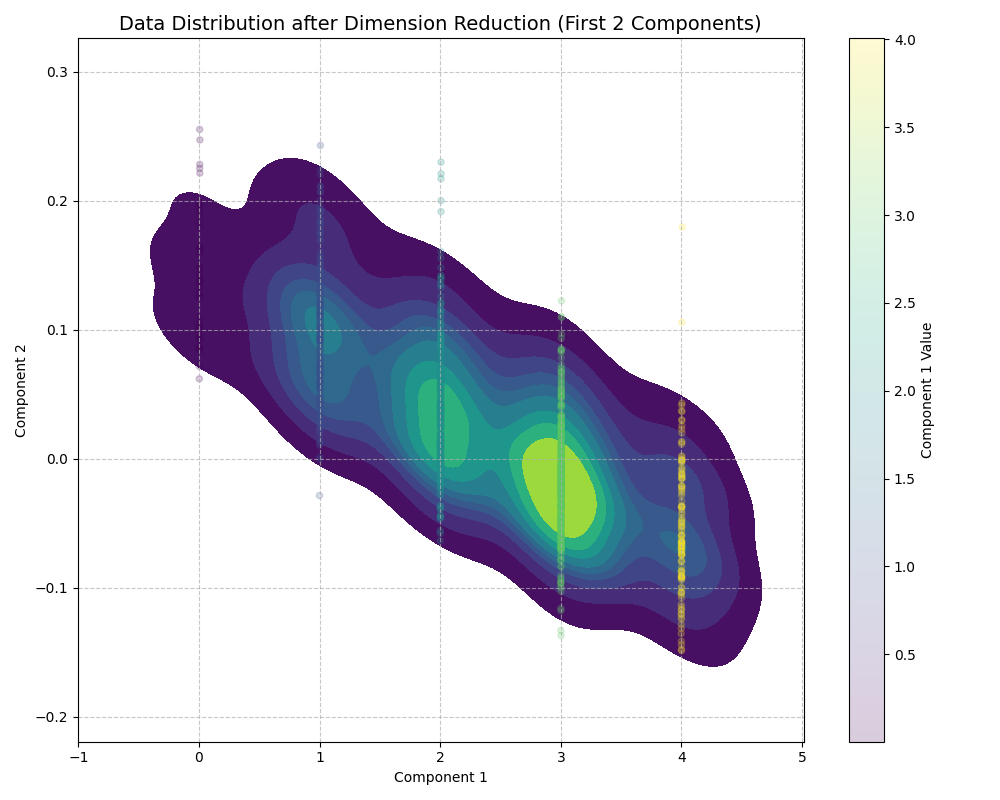 Data Distribution after Dimension Reduction (First 2 Components)
0.3
0.2
0.1
0.0
−0.1
−0.2
Component 2
−1 0 1 2 3 4 5
Component 1
4.0
3.5
3.0
2.5
2.0
1.5
1.0
0.5
Component 1 Value